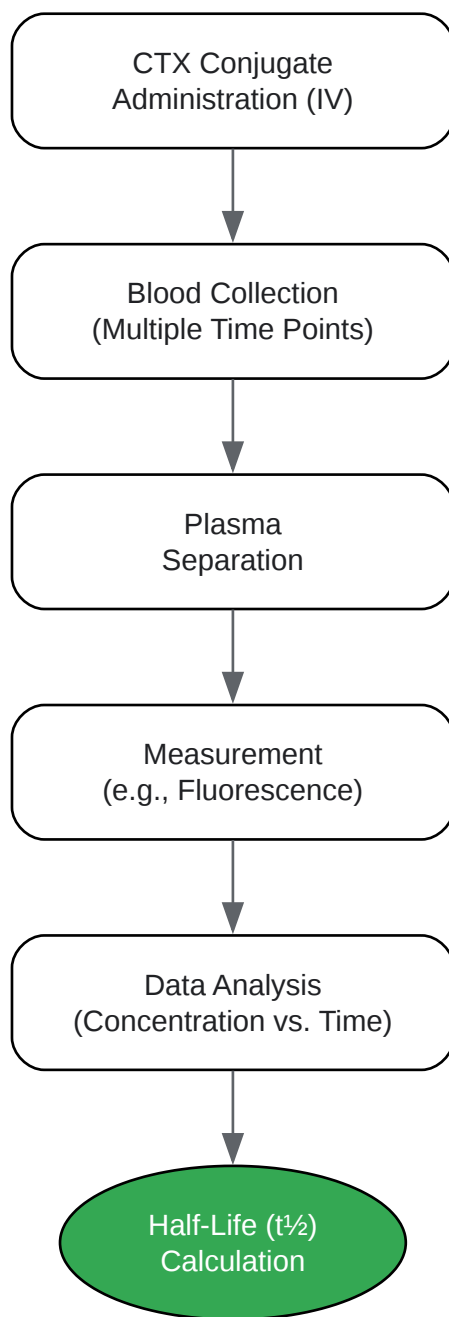 CTX Conjugate
Administration (IV)
Blood Collection
(Multiple Time Points)
Plasma
Separation
Measurement
(e.g., Fluorescence)
Data Analysis
(Concentration vs. Time)
Half-Life (t½)
Calculation